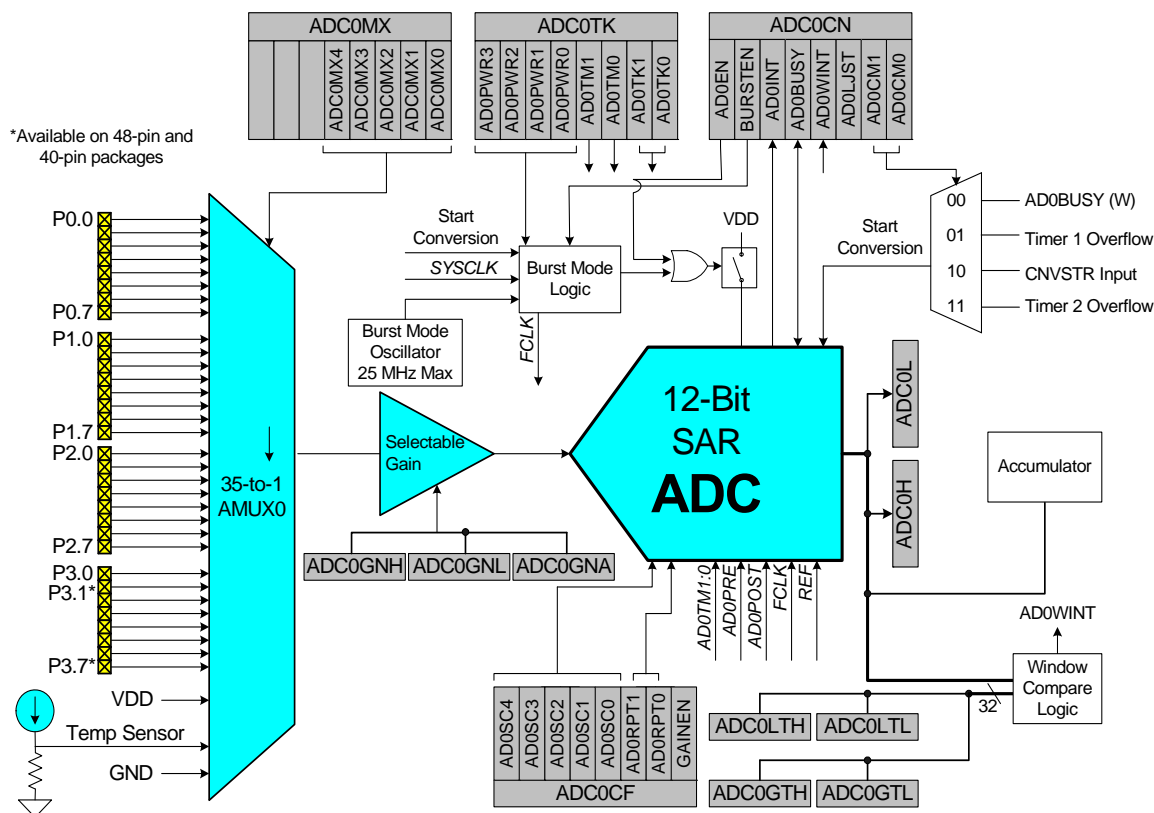 ADC0MX
ADC0MX4
ADC0MX3
ADC0MX2
ADC0MX1
ADC0MX0
ADC0TK
AD0PWR3
AD0PWR2
AD0PWR1
AD0PWR0
AD0TM1
AD0TM0
AD0TK1
AD0TK0
ADC0CN
AD0EN
BURSTEN
AD0INT
AD0BUSY
AD0WINT
AD0LJST
AD0CM1
AD0CM0
*Available on 48-pin and
40-pin packages
P0.0
P0.7
P1.0
P1.7
P2.0
P2.7
P3.0
P3.1*
P3.7*
VDD
Temp Sensor
GND
35-to-1
AMUX0
Start
Conversion
SYSCLK
Burst Mode
Logic
Burst Mode
Oscillator
25 MHz Max
FCLK
VDD
Start
Conversion
00
01
10
11
AD0BUSY (W)
Timer 1 Overflow
CNVSTR Input
Timer 2 Overflow
Selectable
Gain
ADC0GNH
ADC0GNL
ADC0GNA
12-Bit
SAR
ADC
ADC0L
ADC0H
Accumulator
AD0TM1:0
AD0PRE
AD0POST
FCLK
REF
AD0WINT
Window
Compare
Logic
32
ADC0LTH
ADC0LTL
ADC0GTH
ADC0GTL
AD0SC4
AD0SC3
AD0SC2
AD0SC1
AD0SC0
AD0RPT1
AD0RPT0
GAINEN
ADC0CF